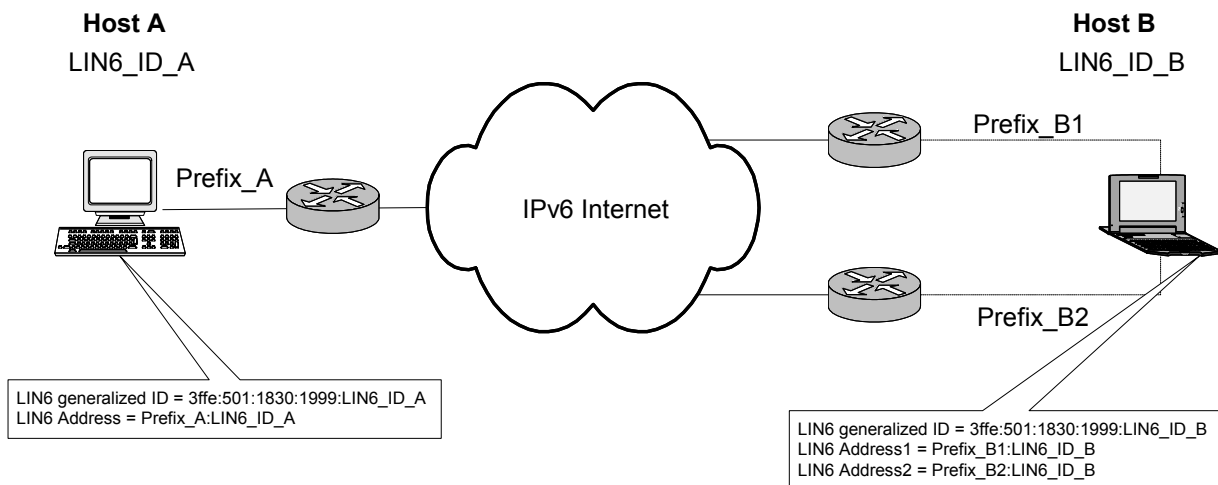 Host A
LIN6_ID_A
Host B
LIN6_ID_B
Prefix_A
IPv6 Internet
Prefix_B1
Prefix_B2
LIN6 generalized ID = 3ffe:501:1830:1999:LIN6_ID_A
LIN6 Address = Prefix_A:LIN6_ID_A
LIN6 generalized ID = 3ffe:501:1830:1999:LIN6_ID_B
LIN6 Address1 = Prefix_B1:LIN6_ID_B
LIN6 Address2 = Prefix_B2:LIN6_ID_B